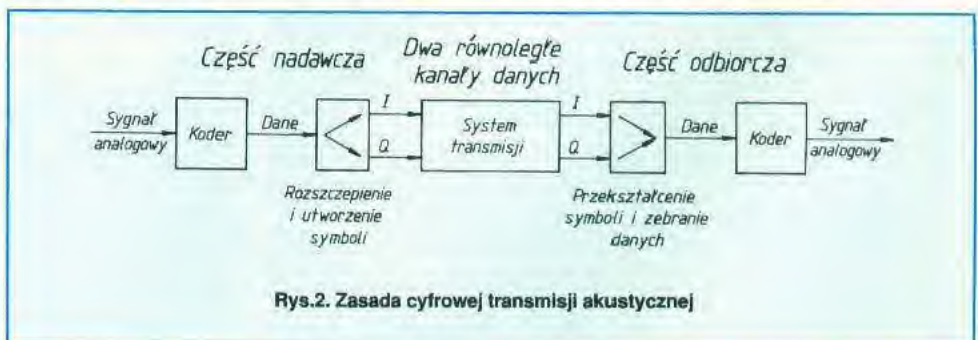 Część nadawcza
Dwa równoległe
kanały danych
Część odbiorcza
Sygnał
analogowy
Koder
Dane
I
Q
System
transmisji
I
Q
Dane
Koder
Sygnał
analogowy
Rozszczepienie
i utworzenie
symboli
Przekształcenie
symboli i zebranie
danych
Rys.2. Zasada cyfrowej transmisji akustycznej